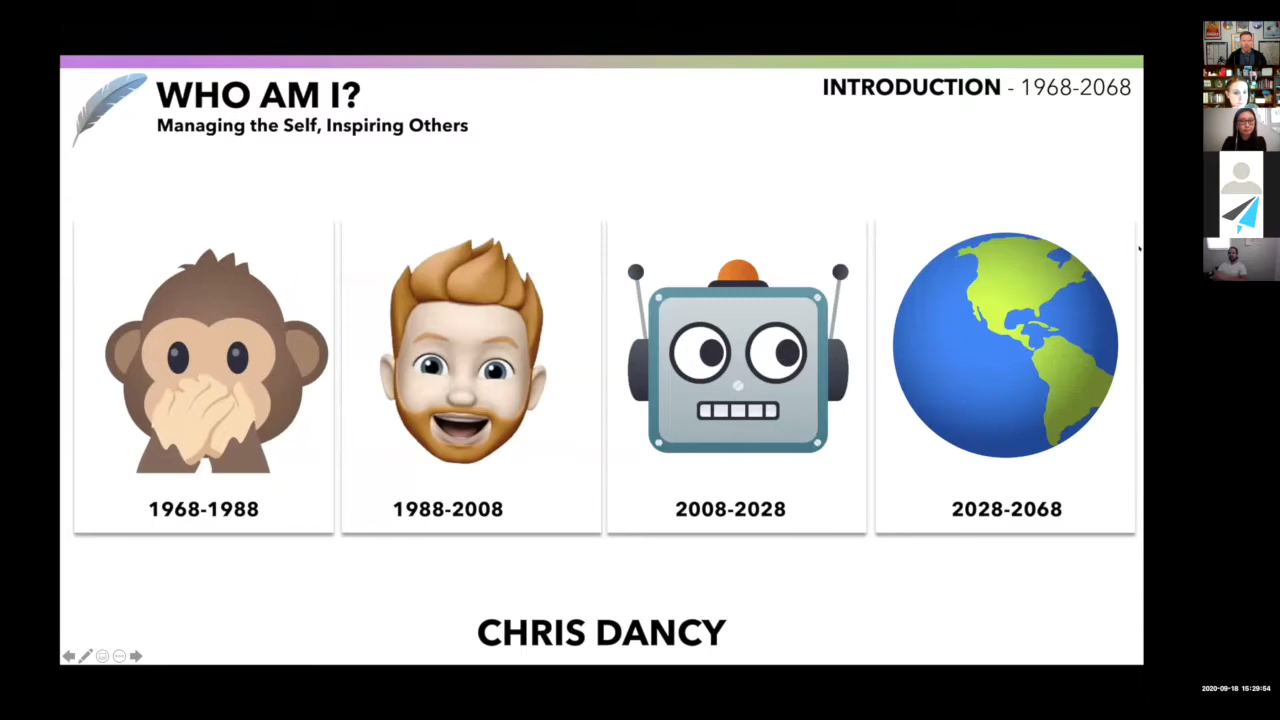 WHO AM I?
Managing the Self, Inspiring Others
INTRODUCTION - 1968-2068
1968-1988
1988-2008
2008-2028
2028-2068
CHRIS DANCY
2020-09-18 15:29:54